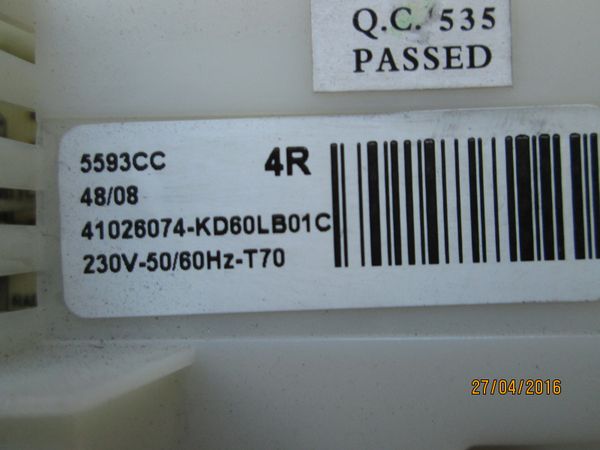 Q.C. 535
PASSED
5593CC 4R
48/08
41026074-KD60LB01C
230V-50/60Hz-T70
27/04/2016